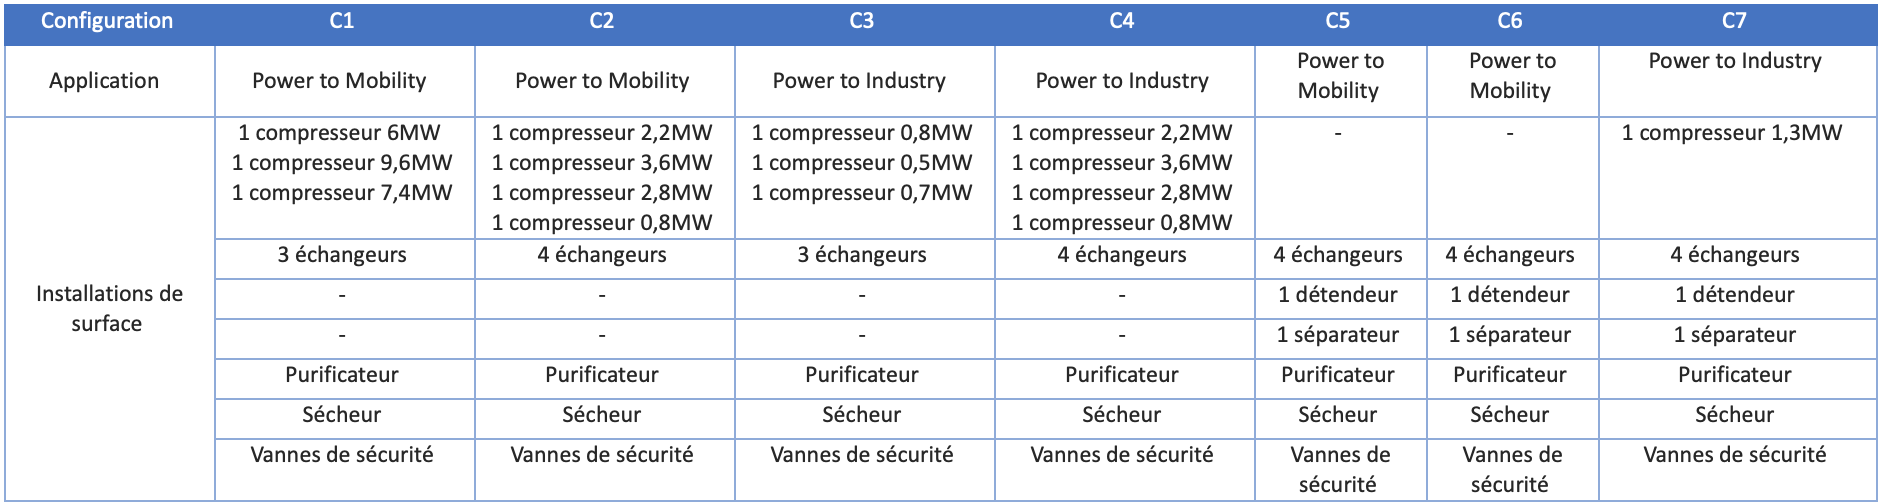 Configuration C1 C2 C3 C4 C5 C6 C7
Application Power to Mobility Power to Mobility Power to Industry Power to Industry Power to Mobility Power to Mobility Power to Industry
Installations de surface
1 compresseur 6MW 1 compresseur 2,2MW 1 compresseur 0,8MW 1 compresseur 2,2MW - - 1 compresseur 1,3MW
1 compresseur 9,6MW 1 compresseur 3,6MW 1 compresseur 0,5MW 1 compresseur 3,6MW
1 compresseur 7,4MW 1 compresseur 2,8MW 1 compresseur 0,7MW 1 compresseur 2,8MW
1 compresseur 0,8MW 1 compresseur 0,8MW
3 échangeurs 4 échangeurs 3 échangeurs 4 échangeurs 4 échangeurs 4 échangeurs 4 échangeurs
- - - - 1 détendeur 1 détendeur 1 détendeur
- - - - 1 séparateur 1 séparateur 1 séparateur
Purificateur Purificateur Purificateur Purificateur Purificateur Purificateur Purificateur
Sécheur Sécheur Sécheur Sécheur Sécheur Sécheur Sécheur
Vannes de sécurité Vannes de sécurité Vannes de sécurité Vannes de sécurité Vannes de sécurité Vannes de sécurité Vannes de sécurité